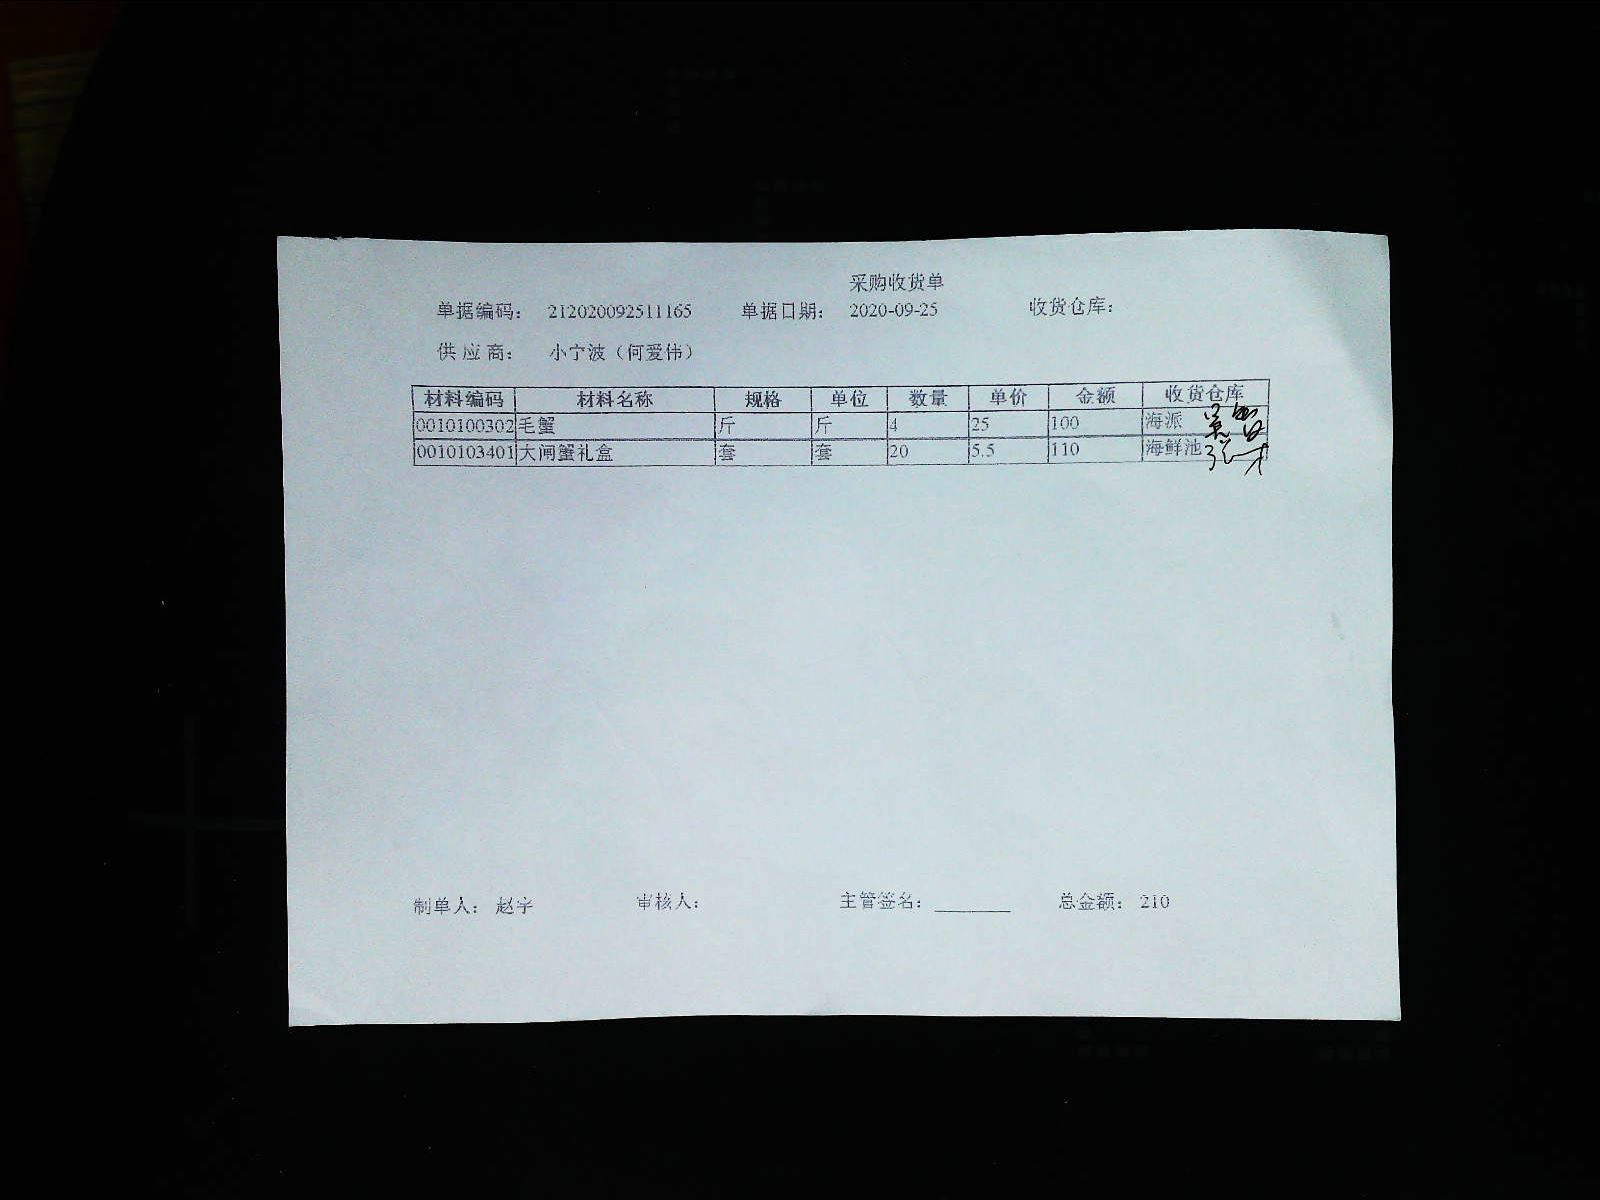 采购收货单
单据编码： 212020092511165 单据日期： 2020-09-25 收货仓库：
供 应 商： 小宁波（何爱伟）
材料编码 材料名称 规格 单位 数量 单价 金额 收货仓库
0010100302 毛蟹 斤 斤 4 25 100 海派
0010103401 大闸蟹礼盒 套 套 20 5.5 110 海鲜池
制单人： 赵宇 审核人： 主管签名： 总金额： 210